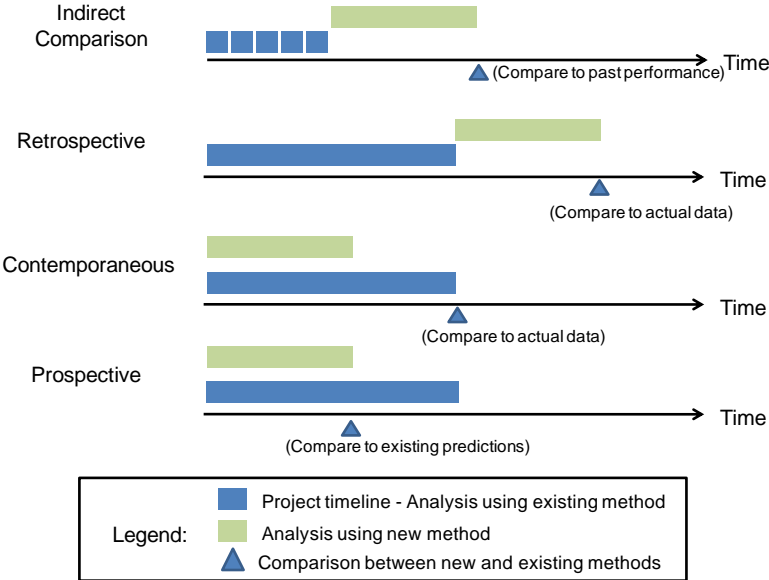 Indirect
Comparison
(Compare to past performance)
Time
Retrospective
Time
(Compare to actual data)
Contemporaneous
Time
(Compare to actual data)
Prospective
Time
(Compare to existing predictions)
Legend:
Project timeline - Analysis using existing method
Analysis using new method
Comparison between new and existing methods